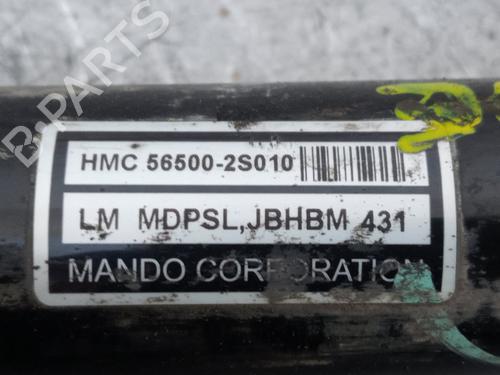 B-PARTS
HMC 56500-2S010
LM MDPSL,JBHBM 431
MANDO CORPORATION